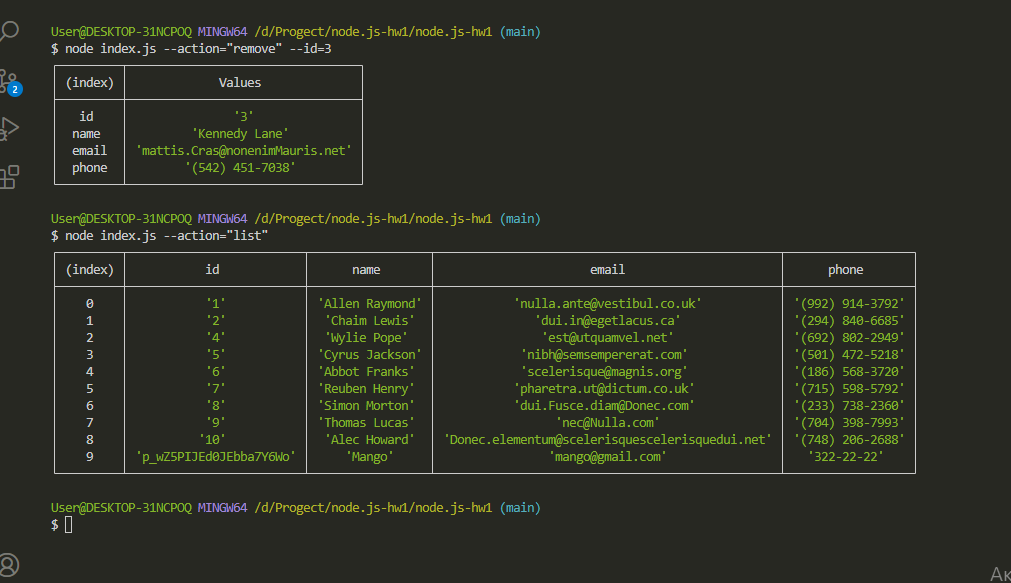 User@DESKTOP-31NCPOQ MINGW64 /d/Progect/node.js-hw1/node.js-hw1 (main)
$ node index.js --action="remove" --id=3
(index) Values
id '3'
name 'Kennedy Lane'
email 'mattis.Cras@nonenimMauris.net'
phone '(542) 451-7038'
User@DESKTOP-31NCPOQ MINGW64 /d/Progect/node.js-hw1/node.js-hw1 (main)
$ node index.js --action="list"
(index) id name email phone
0 '1' 'Allen Raymond' 'nulla.ante@vestibul.co.uk' '(992) 914-3792'
1 '2' 'Chaim Lewis' 'dui.in@egetlacus.ca' '(294) 840-6685'
2 '4' 'Wylie Pope' 'est@utquamvel.net' '(692) 802-2949'
3 '5' 'Cyrus Jackson' 'nibh@semsempererat.com' '(501) 472-5218'
4 '6' 'Abbot Franks' 'scelerisque@magnis.org' '(186) 568-3720'
5 '7' 'Reuben Henry' 'pharetra.ut@dictum.co.uk' '(715) 598-5792'
6 '8' 'Simon Morton' 'dui.Fusce.diam@Donec.com' '(233) 738-2360'
7 '9' 'Thomas Lucas' 'nec@Nulla.com' '(704) 398-7993'
8 '10' 'Alec Howard' 'Donec.elementum@scelerisquescelerisquedui.net' '(748) 206-2688'
9 'p_wZ5PIJEd0JEbba7Y6Wo' 'Mango' 'mango@gmail.com' '322-22-22'
User@DESKTOP-31NCPOQ MINGW64 /d/Progect/node.js-hw1/node.js-hw1 (main)
$
2